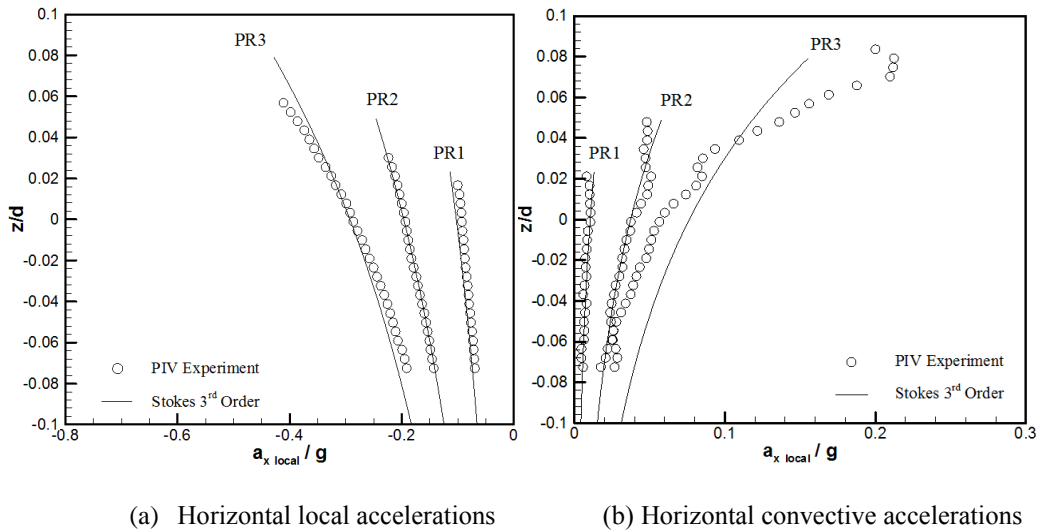 0.1
0.08
0.06
0.04
0.02
0
-0.02
-0.04
-0.06
-0.08
-0.1
z/d
-0.8
-0.6
-0.4
-0.2
0
a x local / g
PR3
PR2
PR1
PIV Experiment
Stokes 3rd Order
(a) Horizontal local accelerations
0.1
0.08
0.06
0.04
0.02
0
-0.02
-0.04
-0.06
-0.08
-0.1
z/d
0
0.1
0.2
0.3
a x local / g
PR3
PR2
PR1
PIV Experiment
Stokes 3rd Order
(b) Horizontal convective accelerations